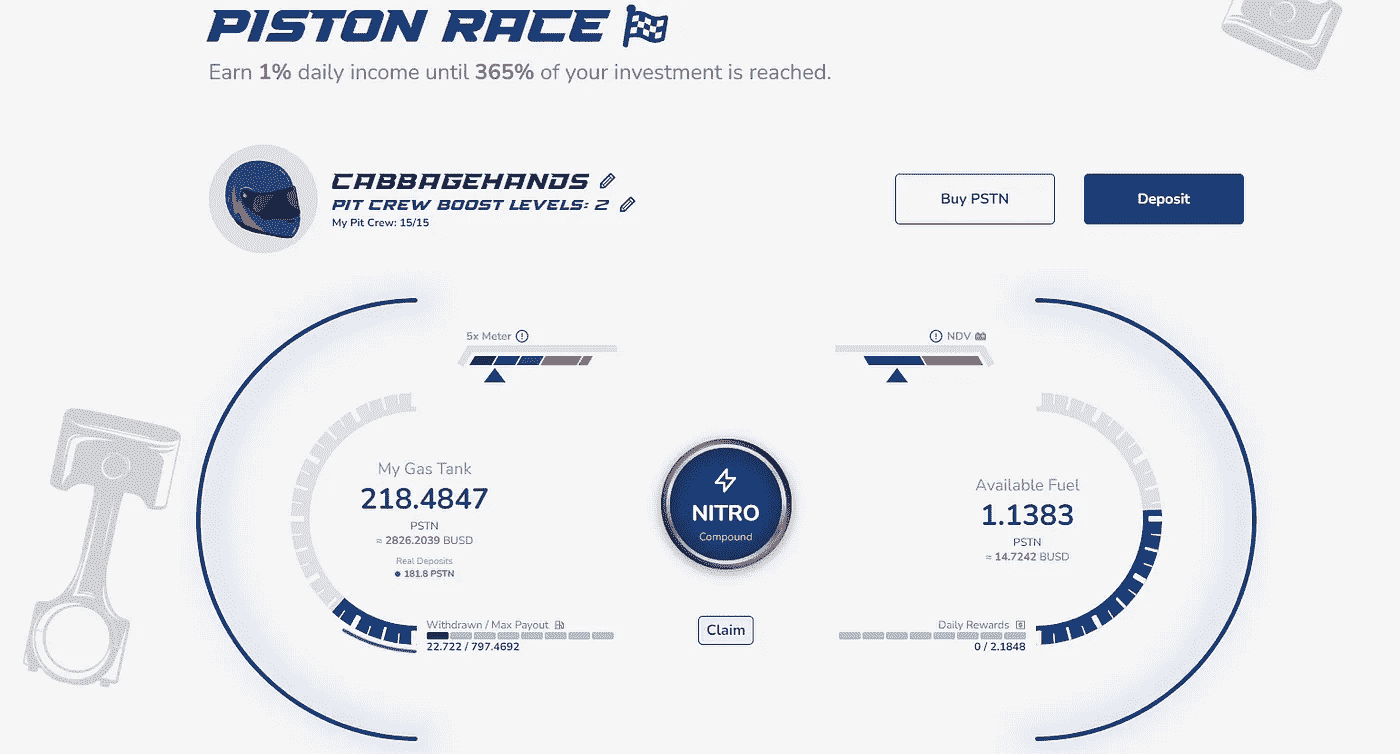 PISTON RACE
Earn 1% daily income until 365% of your investment is reached.
CABBAGEHANDS
PIT CREW BOOST LEVELS: 2
My Pit Crew: 15/15
Buy PSTN
Deposit
5x Meter
NDV
My Gas Tank
218.4847
PSTN
≈ 2826.2039 BUSD
Real Deposits
181.8 PSTN
Withdrawn / Max Payout
22.722 / 797.4692
NITRO
Compound
Claim
Available Fuel
1.1383
PSTN
≈ 14.7242 BUSD
Daily Rewards
0 / 2.1848